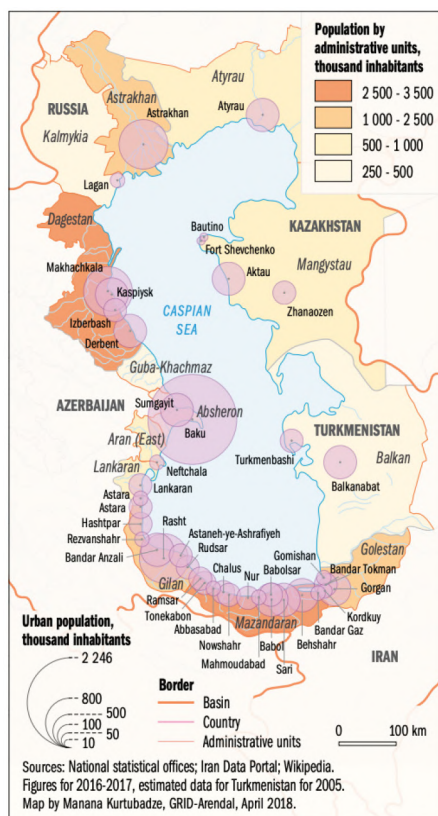 Population by
administrative units,
thousand inhabitants
2 500 - 3 500
1 000 - 2 500
500 - 1 000
250 - 500
Atyrau
Astrakhan
Astrakhan
Atyrau
RUSSIA
Kalmykia
Lagan
Dagestan
Bautino
Fort Shevchenko
KAZAKHSTAN
Mangystau
Makhachkala
Kaspiysk
Aktau
Zhanaozen
CASPIAN
SEA
Izberbash
Derbent
Guba-Khachmaz
AZERBAIJAN
Sumgayit
Absheron
Baku
Aran (East)
TURKMENISTAN
Turkmenbashi
Balkan
Lankaran
Neftchala
Balkanabat
Lankaran
Astara
Astara
Hashtpar
Rezvanshahr
Rasht
Bandar Anzali
Astaneh-ye-Ashrafiyeh
Rudsar
Golestan
Gomishan
Chalus
Babolsar
Bandar Tokman
Nur
Gorgan
Gilan
Ramsar
Tonekabon
Abbasabad
Mazandaran
Kordkuy
Nowshahr
Babol
Behshahr
Bandar Gaz
Mahmoudabad
Sari
IRAN
Urban population,
thousand inhabitants
2 246
800
500
100
50
10
Border
Basin
Country
Administrative units
0
100 km
Sources: National statistical offices; Iran Data Portal; Wikipedia.
Figures for 2016-2017, estimated data for Turkmenistan for 2005.
Map by Manana Kurtubadze, GRID-Arendal, April 2018.